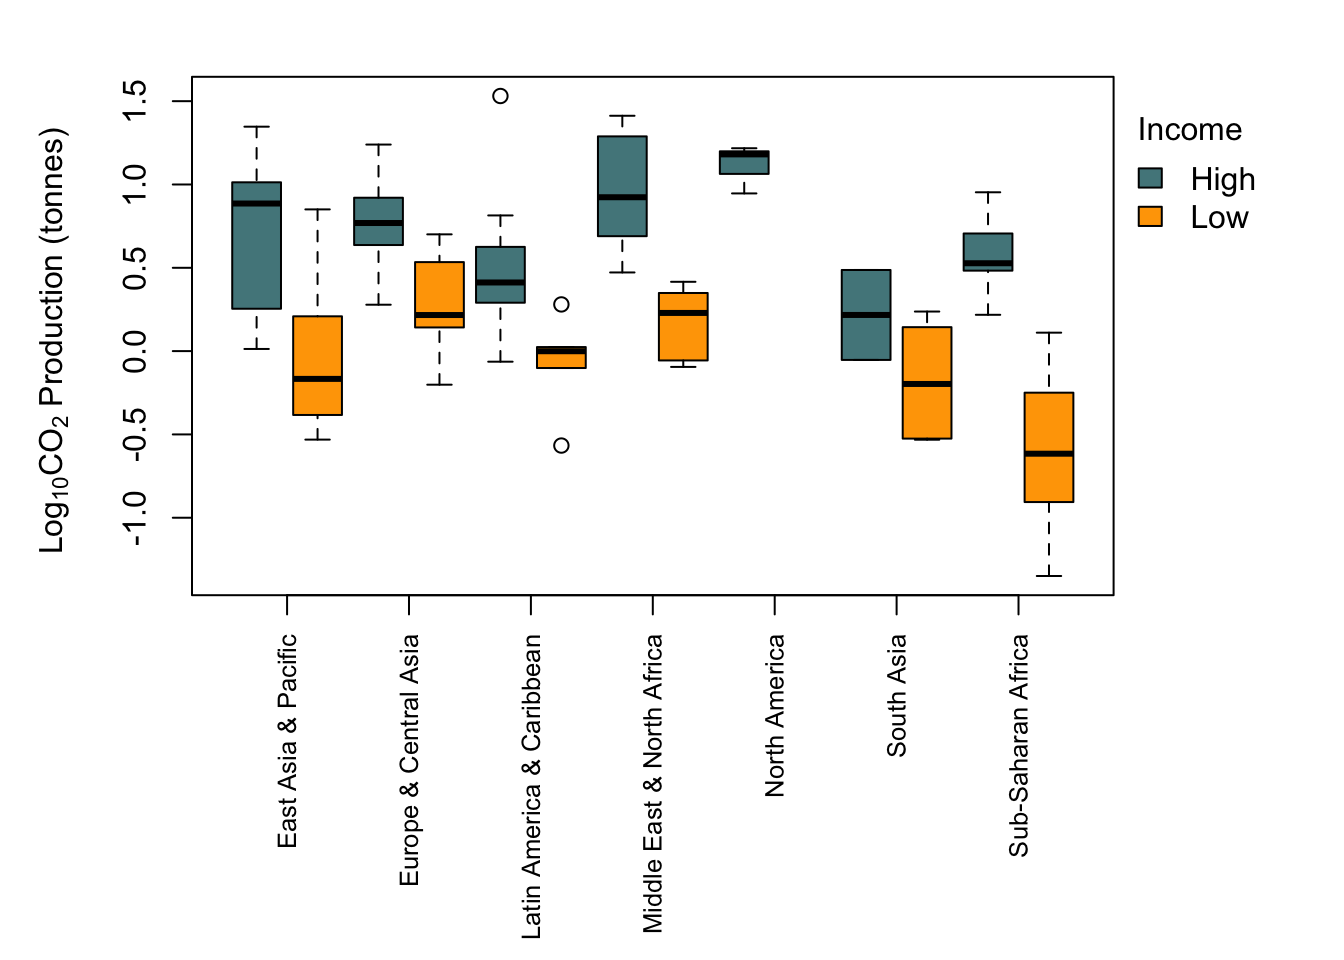 Log₁₀CO₂ Production (tonnes)
1.5
1.0
0.5
0.0
-0.5
-1.0
Income
High
Low
East Asia & Pacific
Europe & Central Asia
Latin America & Caribbean
Middle East & North Africa
North America
South Asia
Sub-Saharan Africa